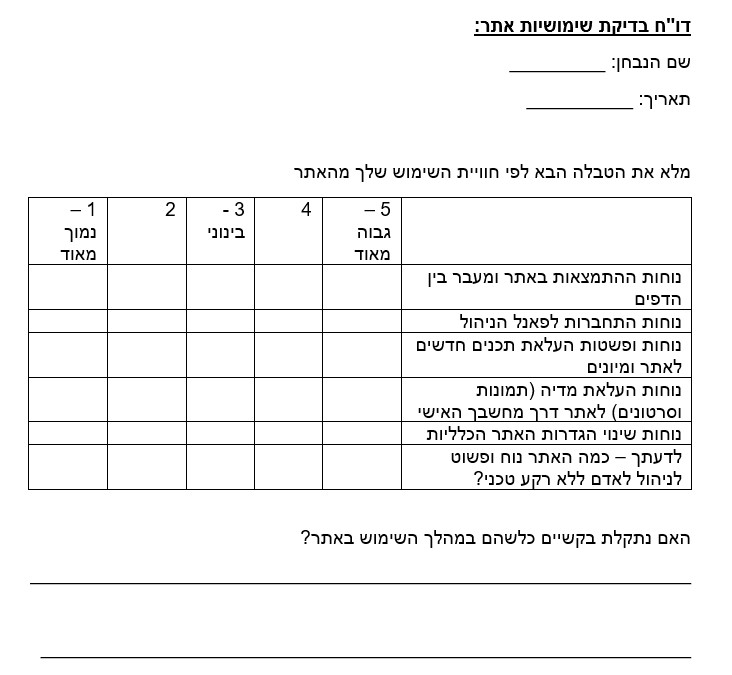 דו"ח בדיקת שימושיות אתר:
שם הנבחן: __________
תאריך: ___________
מלא את הטבלה הבא לפי חוויית השימוש שלך מהאתר
5 –
גבוה
מאוד
4
3 -
בינוני
2
1 –
נמוך
מאוד
נוחות ההתמצאות באתר ומעבר בין
הדפים
נוחות התחברות לפאנל הניהול
נוחות ופשטות העלאת תכנים חדשים
לאתר ומיונים
נוחות העלאת מדיה (תמונות
וסרטונים) לאתר דרך מחשבך האישי
נוחות שינוי הגדרות האתר הכלליות
לדעתך – כמה האתר נוח ופשוט
לניהול לאדם ללא רקע טכני?
האם נתקלת בקשיים כלשהם במהלך השימוש באתר?